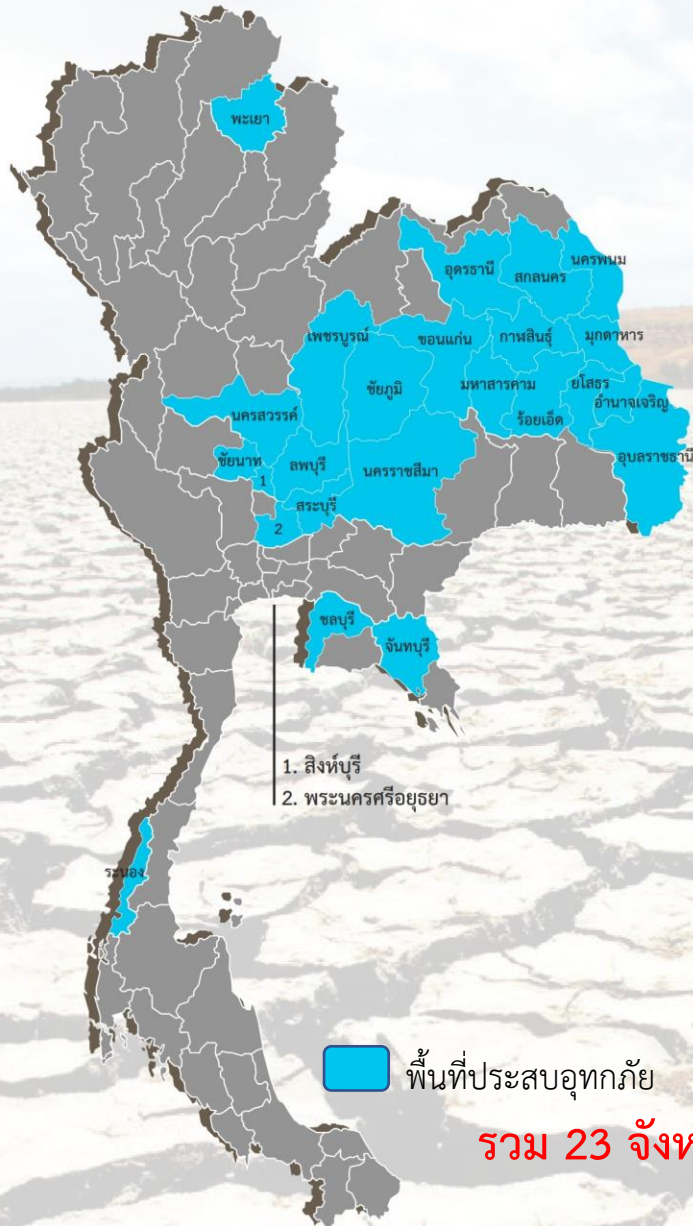 พะเยา
นครพนม
อุดรธานี
สกลนคร
เพชรบูรณ์
ขอนแก่น
กาฬสินธุ์
มุกดาหาร
ชัยภูมิ
มหาสารคาม
ยโสธร
อำนาจเจริญ
นครสวรรค์
ร้อยเอ็ด
ชัยนาท
ลพบุรี
นครราชสีมา
อุบลราชธานี
1
สระบุรี
2
ชลบุรี
จันทบุรี
1. สิงห์บุรี
2. พระนครศรีอยุธยา
ระนอง
พื้นที่ประสบอุทกภัย
รวม 23 จังห